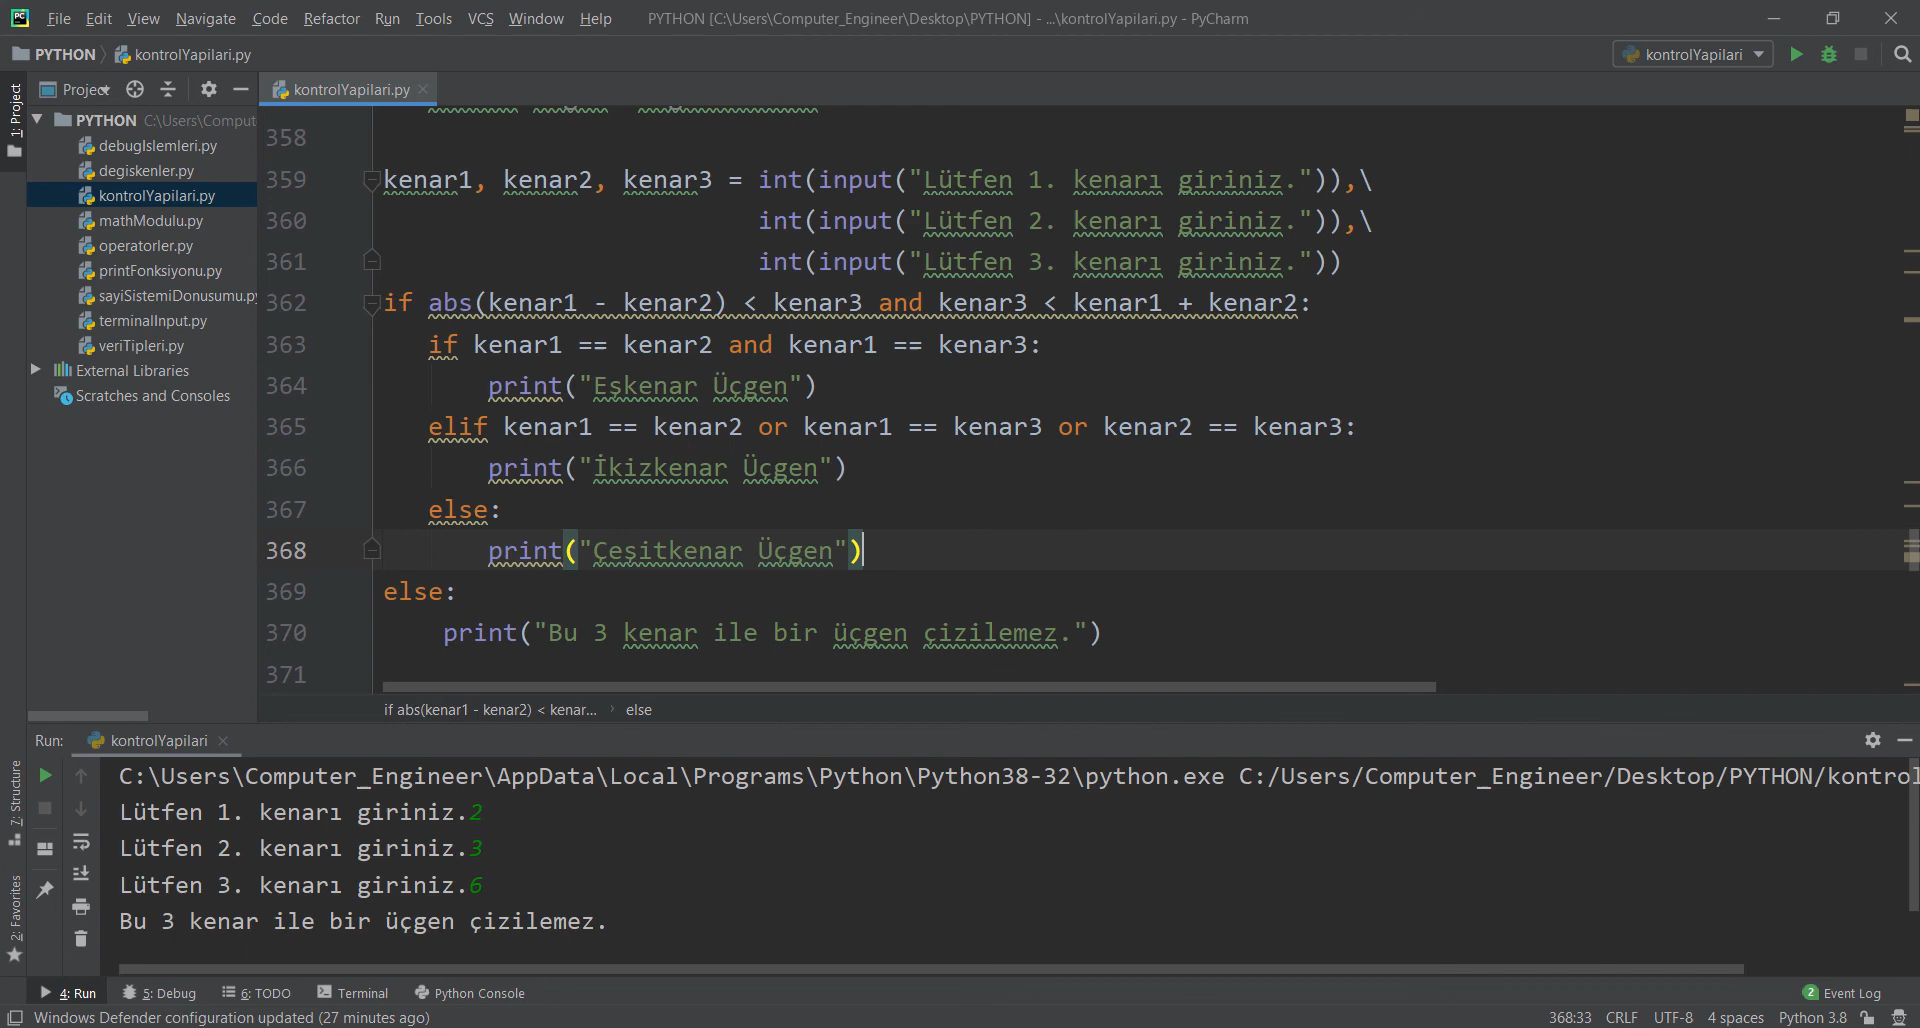 File Edit View Navigate Code Refactor Run Tools VCS Window Help PYTHON [C:\Users\Computer_Engineer\Desktop\PYTHON] - ...\kontrolYapilari.py - PyCharm
PYTHON kontrolYapilari.py kontrolYapilari
1: Project
Project
kontrolYapilari.py
PYTHON C:\Users\Comput
debugIslemleri.py
degiskenler.py
kontrolYapilari.py
mathModulu.py
operatorler.py
printFonksiyonu.py
sayiSistemiDonusumu.py
terminalInput.py
veriTipleri.py
External Libraries
Scratches and Consoles
358
359 kenar1, kenar2, kenar3 = int(input("Lütfen 1. kenarı giriniz.")),\
360 int(input("Lütfen 2. kenarı giriniz.")),\
361 int(input("Lütfen 3. kenarı giriniz."))
362 if abs(kenar1 - kenar2) < kenar3 and kenar3 < kenar1 + kenar2:
363 if kenar1 == kenar2 and kenar1 == kenar3:
364 print("Eşkenar Üçgen")
365 elif kenar1 == kenar2 or kenar1 == kenar3 or kenar2 == kenar3:
366 print("İkizkenar Üçgen")
367 else:
368 print("Çeşitkenar Üçgen")
369 else:
370 print("Bu 3 kenar ile bir üçgen çizilemez.")
371
if abs(kenar1 - kenar2) < kenar... › else
Run: kontrolYapilari
7: Structure
2: Favorites
C:\Users\Computer_Engineer\AppData\Local\Programs\Python\Python38-32\python.exe C:/Users/Computer_Engineer/Desktop/PYTHON/kontrol
Lütfen 1. kenarı giriniz.2
Lütfen 2. kenarı giriniz.3
Lütfen 3. kenarı giriniz.6
Bu 3 kenar ile bir üçgen çizilemez.
4: Run 5: Debug 6: TODO Terminal Python Console 2 Event Log
Windows Defender configuration updated (27 minutes ago) 368:33 CRLF UTF-8 4 spaces Python 3.8